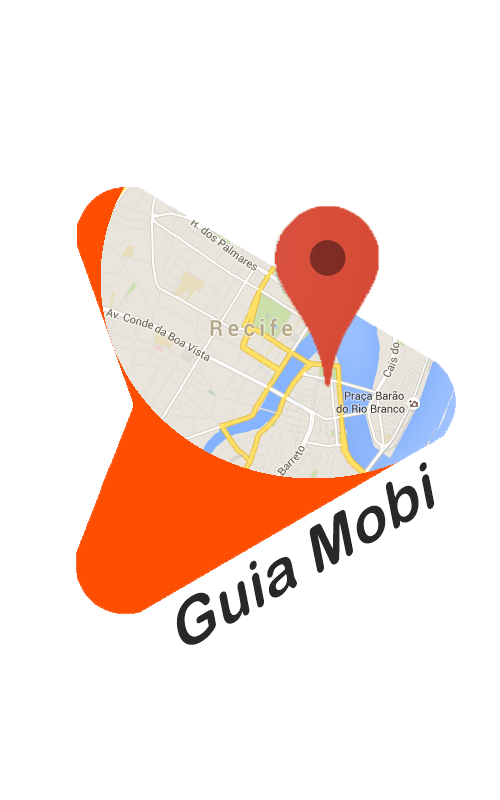 R. dos Palmares
Recife
Av. Conde da Boa Vista
Cais do
Praça Barão
do Rio Branco
Barreto
Guia Mobi